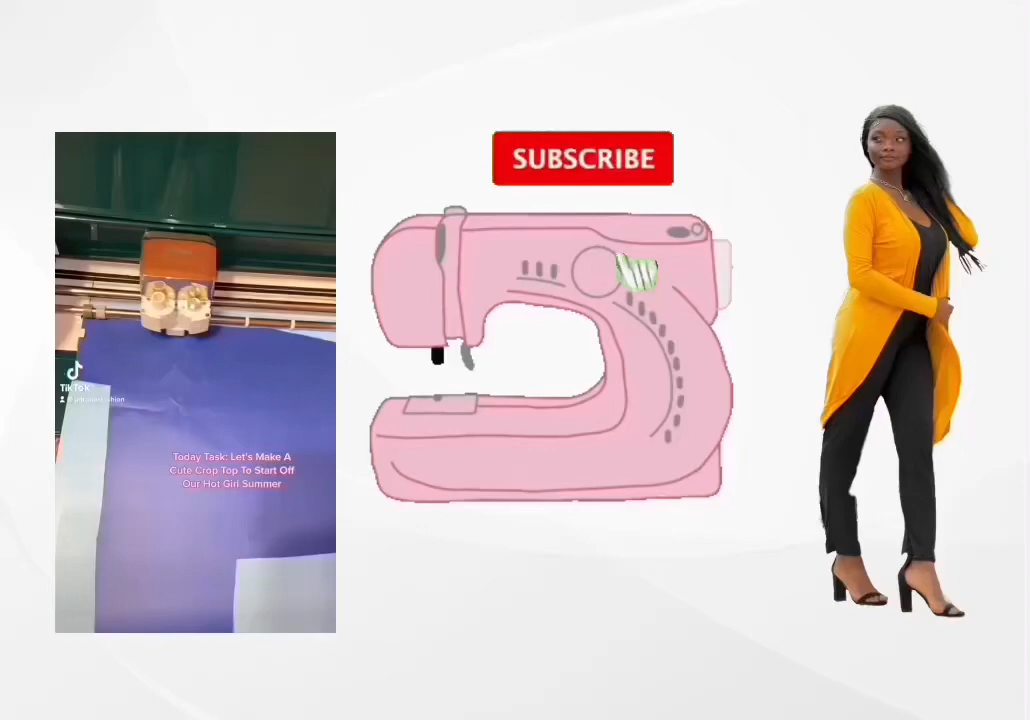 SUBSCRIBE
TikTok
Today Task: Let's Make A
Cute Crop Top To Start Off
Our Hot Girl Summer